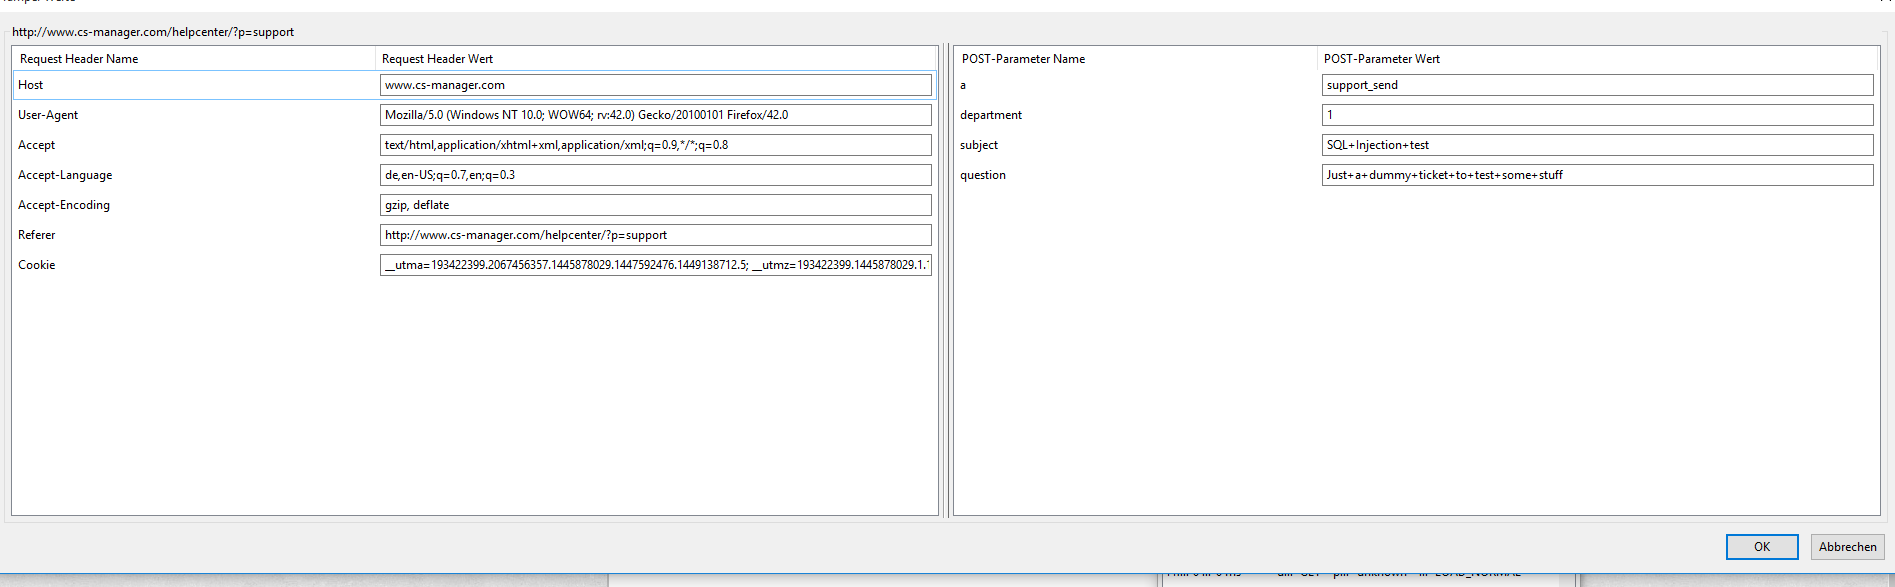 http://www.cs-manager.com/helpcenter/?p=support
Request Header Name Request Header Wert
Host www.cs-manager.com
User-Agent Mozilla/5.0 (Windows NT 10.0; WOW64; rv:42.0) Gecko/20100101 Firefox/42.0
Accept text/html,application/xhtml+xml,application/xml;q=0.9,*/*;q=0.8
Accept-Language de,en-US;q=0.7,en;q=0.3
Accept-Encoding gzip, deflate
Referer http://www.cs-manager.com/helpcenter/?p=support
Cookie __utma=193422399.2067456357.1445878029.1447592476.1449138712.5; __utmz=193422399.1445878029.1.
POST-Parameter Name POST-Parameter Wert
a support_send
department 1
subject SQL+Injection+test
question Just+a+dummy+ticket+to+test+some+stuff
OK Abbrechen